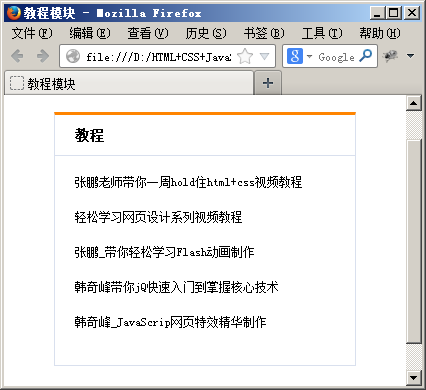 教程模块 - Mozilla Firefox
文件(F) 编辑(E) 查看(V) 历史(S) 书签(B) 工具(T) 帮助(H)
file:///D:/HTML+CSS+Java Google
教程模块
教程
张鹏老师带你一周hold住html+css视频教程
轻松学习网页设计系列视频教程
张鹏_带你轻松学习Flash动画制作
韩奇峰带你jQ快速入门到掌握核心技术
韩奇峰_JavaScrip网页特效精华制作